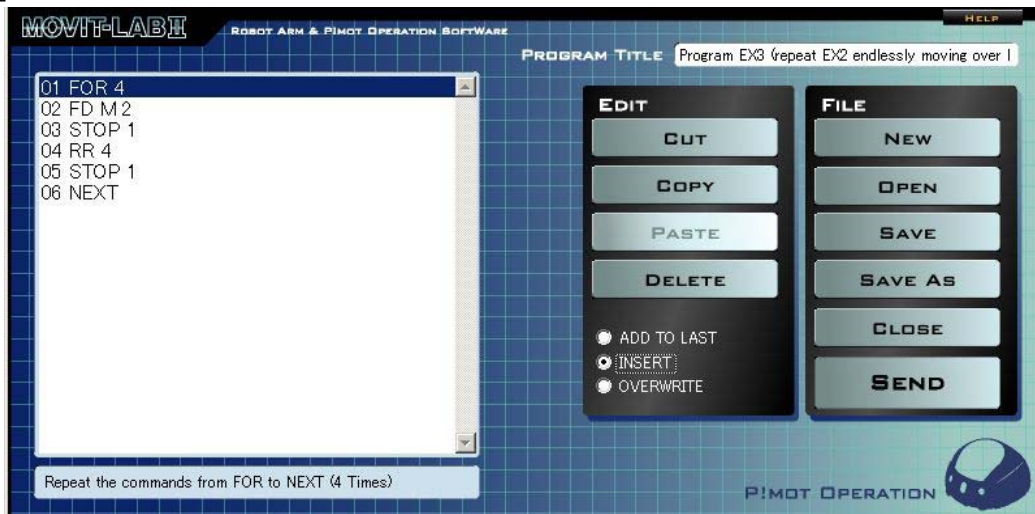 HELP
MOVIT-LAB II
ROBOT ARM & P!MOT OPERATION SOFTWARE
PROGRAM TITLE Program EX3 (repeat EX2 endlessly moving over l
01 FOR 4
02 FD M 2
03 STOP 1
04 RR 4
05 STOP 1
06 NEXT
EDIT
CUT
COPY
PASTE
DELETE
ADD TO LAST
INSERT
OVERWRITE
FILE
NEW
OPEN
SAVE
SAVE AS
CLOSE
SEND
Repeat the commands from FOR to NEXT (4 Times)
P!MOT OPERATION